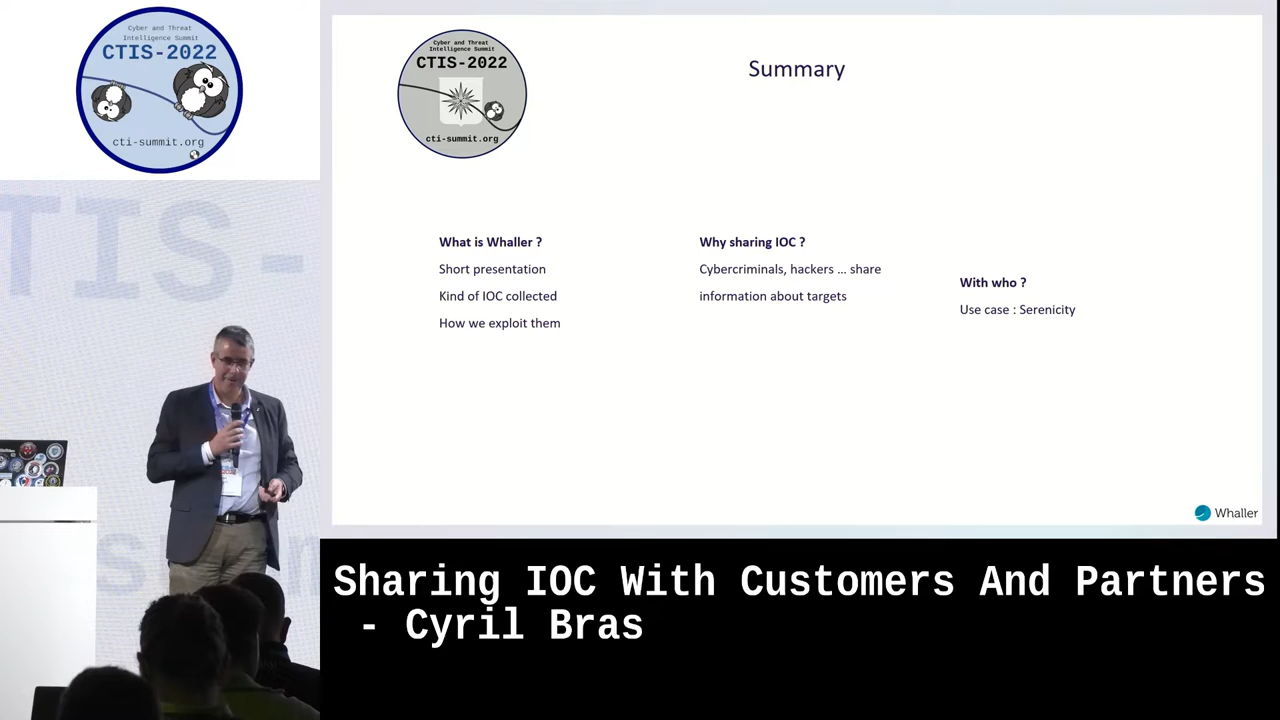 Cyber and Threat
Intelligence Summit
CTIS-2022
cti-summit.org
TIS-
Cyber and Threat
Intelligence Summit
CTIS-2022
cti-summit.org
Summary
What is Whaller ?
Short presentation
Kind of IOC collected
How we exploit them
Why sharing IOC ?
Cybercriminals, hackers ... share
information about targets
With who ?
Use case : Serenicity
Whaller
Sharing IOC With Customers And Partners
- Cyril Bras